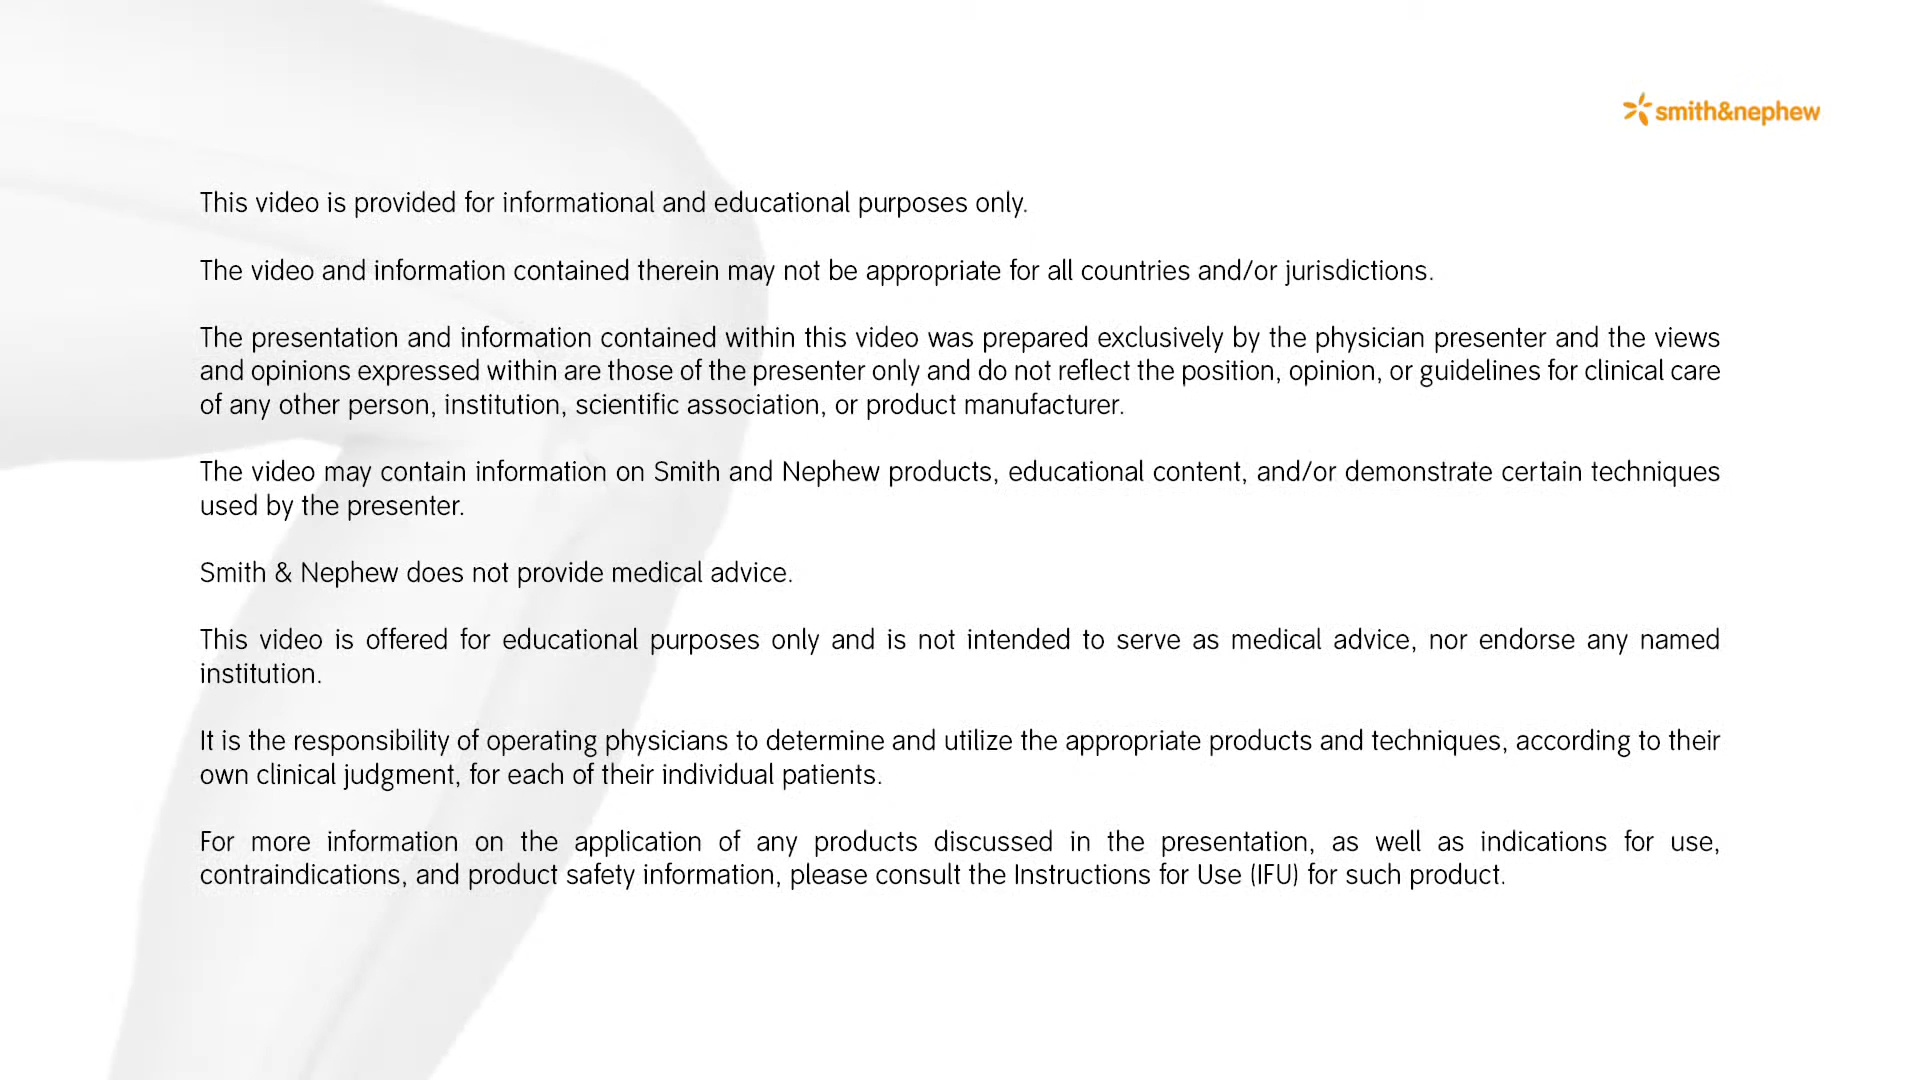 smith&nephew
This video is provided for informational and educational purposes only.
The video and information contained therein may not be appropriate for all countries and/or jurisdictions.
The presentation and information contained within this video was prepared exclusively by the physician presenter and the views
and opinions expressed within are those of the presenter only and do not reflect the position, opinion, or guidelines for clinical care
of any other person, institution, scientific association, or product manufacturer.
The video may contain information on Smith and Nephew products, educational content, and/or demonstrate certain techniques
used by the presenter.
Smith & Nephew does not provide medical advice.
This video is offered for educational purposes only and is not intended to serve as medical advice, nor endorse any named
institution.
It is the responsibility of operating physicians to determine and utilize the appropriate products and techniques, according to their
own clinical judgment, for each of their individual patients.
For more information on the application of any products discussed in the presentation, as well as indications for use,
contraindications, and product safety information, please consult the Instructions for Use (IFU) for such product.